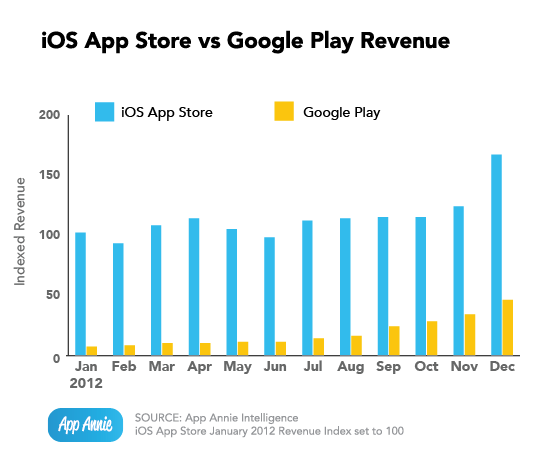 iOS App Store vs Google Play Revenue
200
iOS App Store
Google Play
150
100
50
0
Indexed Revenue
Jan Feb Mar Apr May Jun Jul Aug Sep Oct Nov Dec
2012
App Annie
SOURCE: App Annie Intelligence
iOS App Store January 2012 Revenue Index set to 100